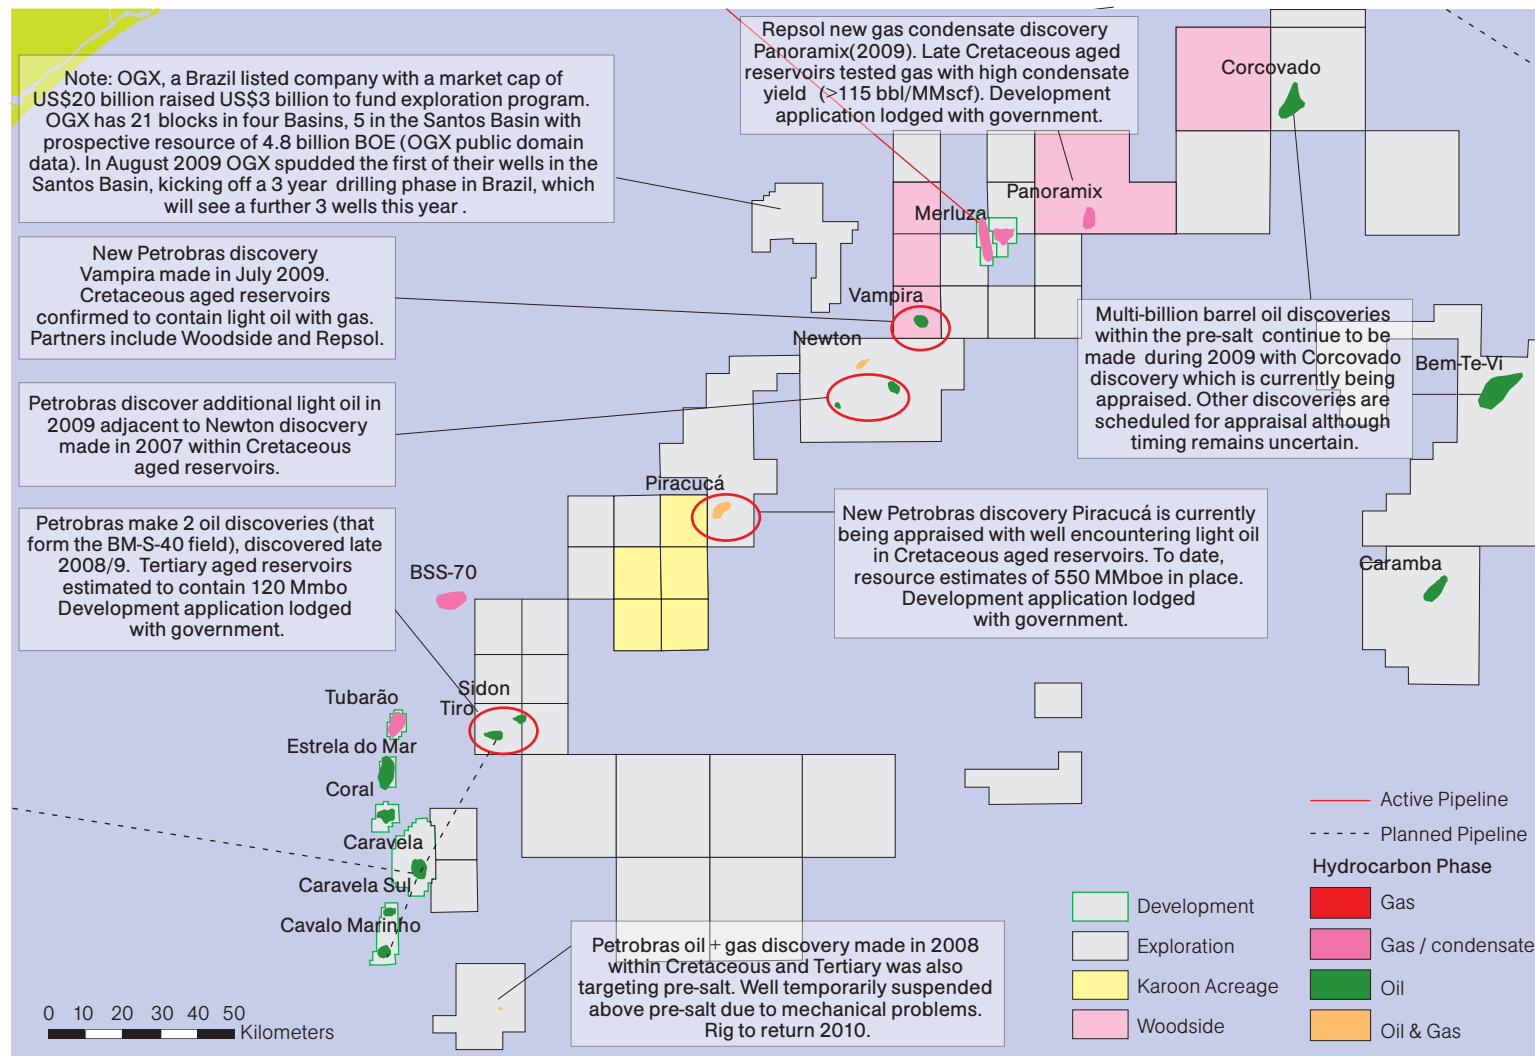 Note: OGX, a Brazil listed company with a market cap of
US$20 billion raised US$3 billion to fund exploration program.
OGX has 21 blocks in four Basins, 5 in the Santos Basin with
prospective resource of 4.8 billion BOE (OGX public domain
data). In August 2009 OGX spudded the first of their wells in the
Santos Basin, kicking off a 3 year drilling phase in Brazil, which
will see a further 3 wells this year .
Repsol new gas condensate discovery
Panoramix(2009). Late Cretaceous aged
reservoirs tested gas with high condensate
yield (>115 bbl/MMscf). Development
application lodged with government.
Corcovado
Panoramix
Merluza
New Petrobras discovery
Vampira made in July 2009.
Cretaceous aged reservoirs
confirmed to contain light oil with gas.
Partners include Woodside and Repsol.
Vampira
Newton
Multi-billion barrel oil discoveries
within the pre-salt continue to be
made during 2009 with Corcovado
discovery which is currently being
appraised. Other discoveries are
scheduled for appraisal although
timing remains uncertain.
Bem-Te-Vi
Petrobras discover additional light oil in
2009 adjacent to Newton disocvery
made in 2007 within Cretaceous
aged reservoirs.
Piracucá
Petrobras make 2 oil discoveries (that
form the BM-S-40 field), discovered late
2008/9. Tertiary aged reservoirs
estimated to contain 120 Mmbo
Development application lodged
with government.
New Petrobras discovery Piracucá is currently
being appraised with well encountering light oil
in Cretaceous aged reservoirs. To date,
resource estimates of 550 MMboe in place.
Development application lodged
with government.
BSS-70
Caramba
Sidon
Tiro
Tubarão
Estrela do Mar
Coral
Caravela
Caravela Sul
Cavalo Marinho
Petrobras oil + gas discovery made in 2008
within Cretaceous and Tertiary was also
targeting pre-salt. Well temporarily suspended
above pre-salt due to mechanical problems.
Rig to return 2010.
0 10 20 30 40 50
Kilometers
Development
Exploration
Karoon Acreage
Woodside
Active Pipeline
Planned Pipeline
Hydrocarbon Phase
Gas
Gas / condensate
Oil
Oil & Gas